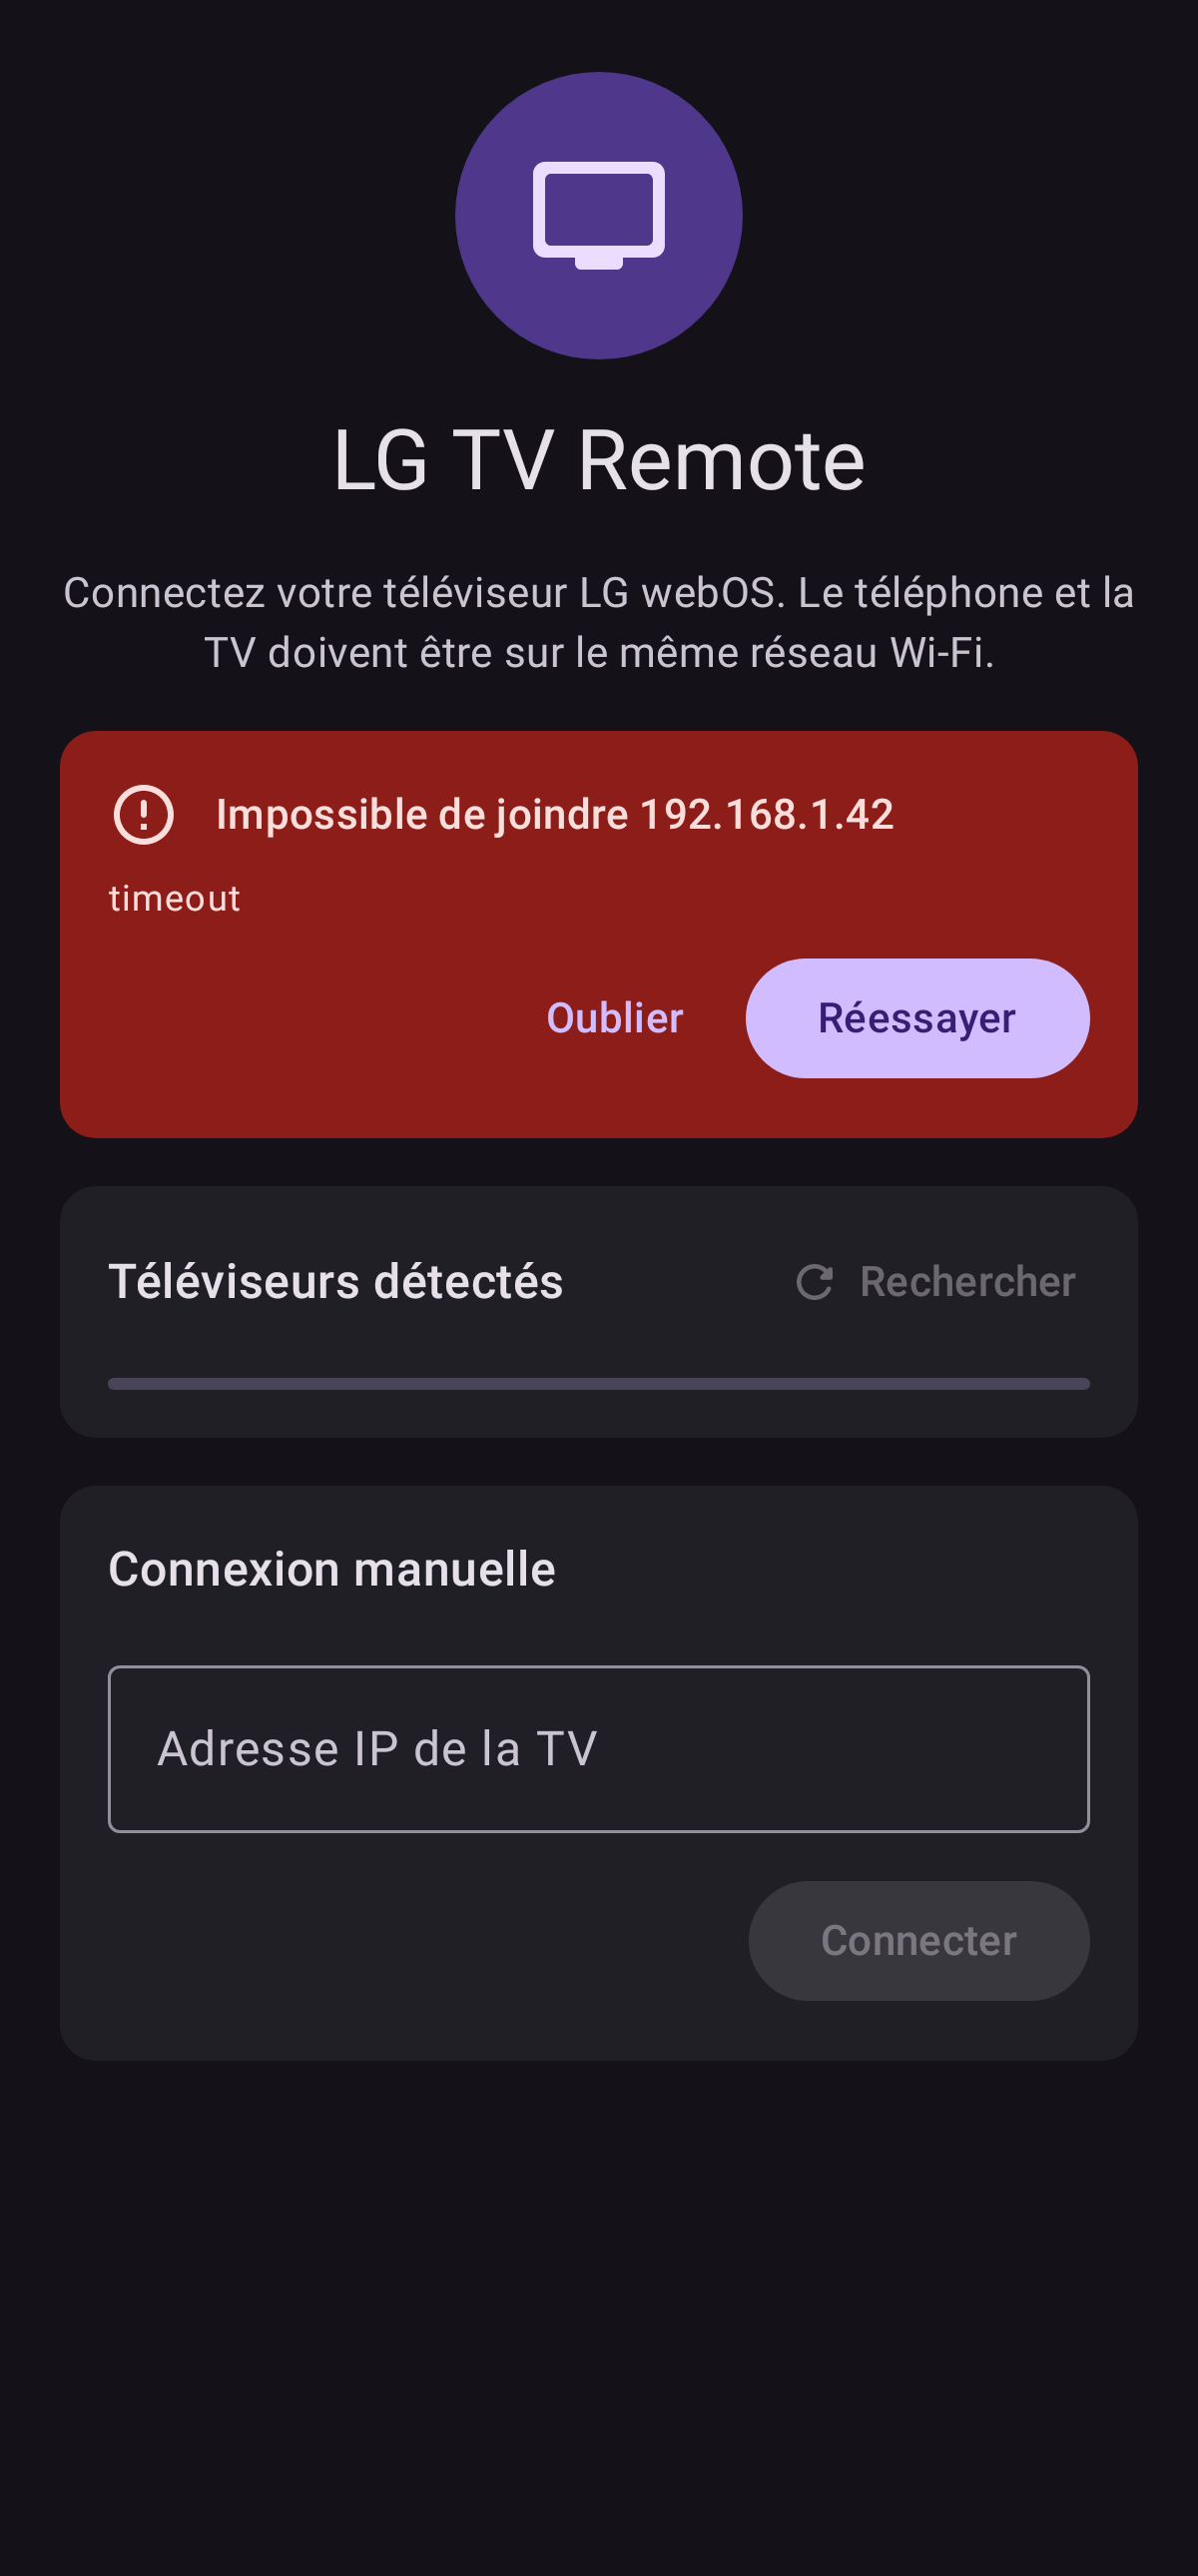 LG TV Remote
Connectez votre téléviseur LG webOS. Le téléphone et la
TV doivent être sur le même réseau Wi-Fi.
Impossible de joindre 192.168.1.42
timeout
Oublier
Réessayer
Téléviseurs détectés
Rechercher
Connexion manuelle
Adresse IP de la TV
Connecter